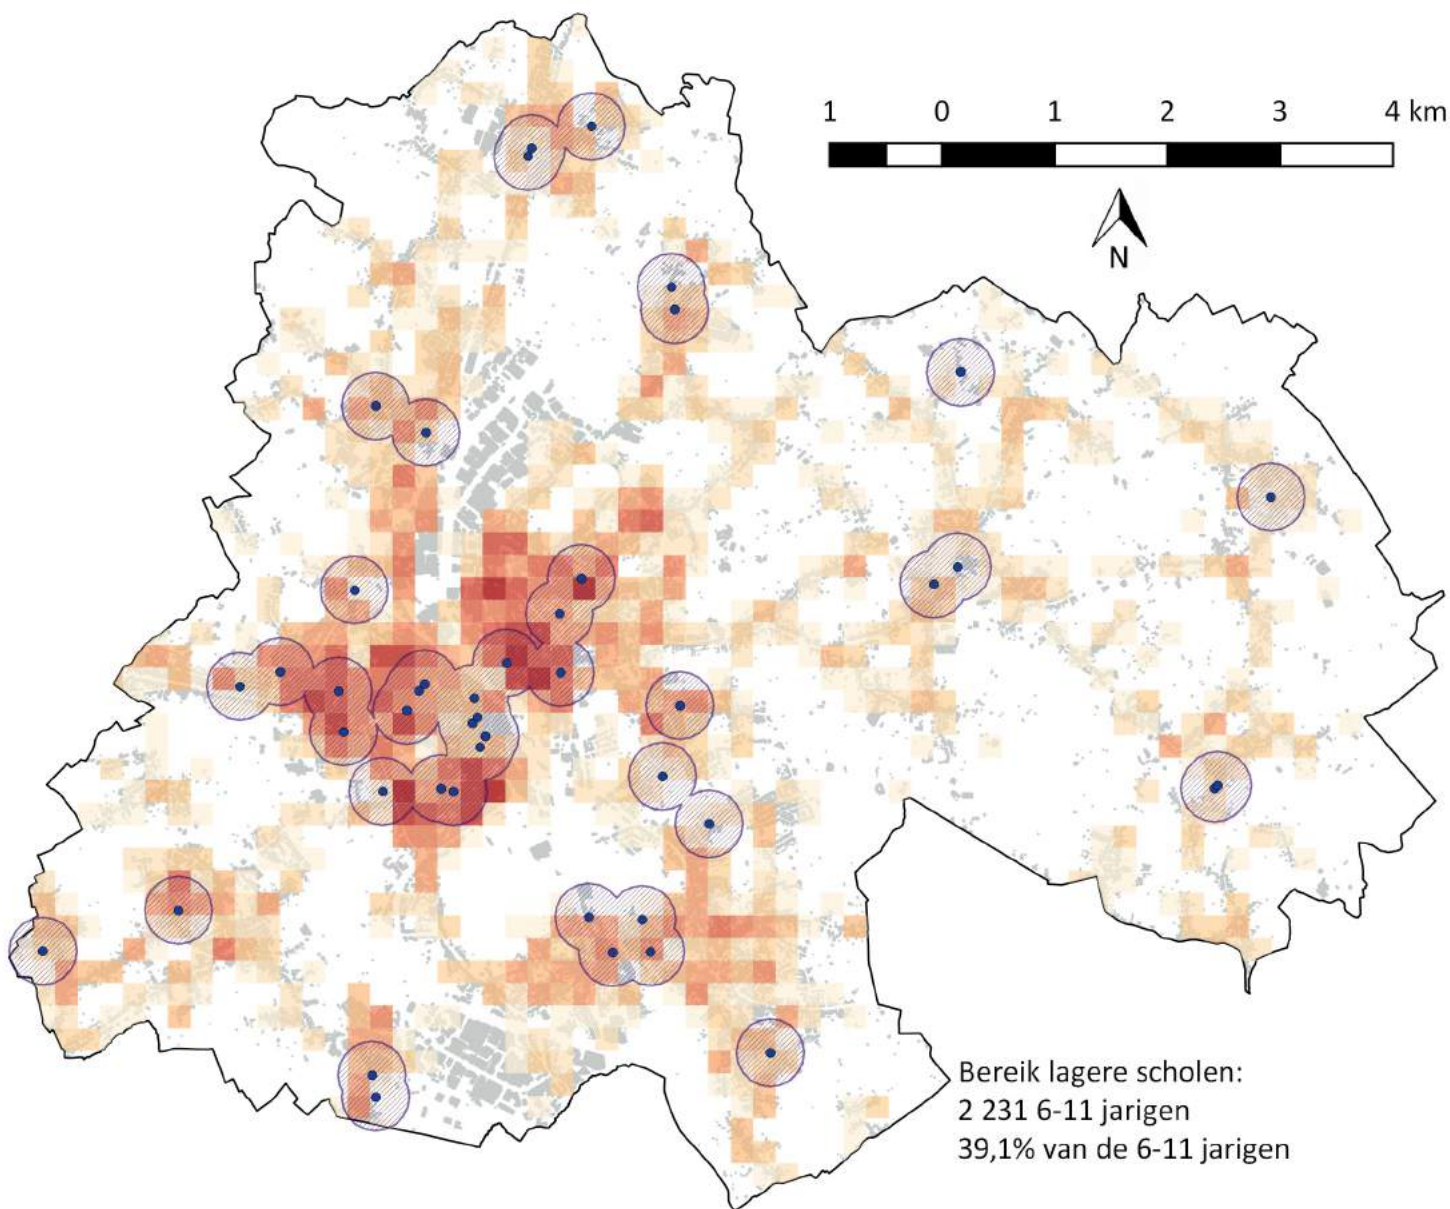 1 0 1 2 3 4 km
N
Bereik lagere scholen:
2 231 6-11 jarigen
39,1% van de 6-11 jarigen